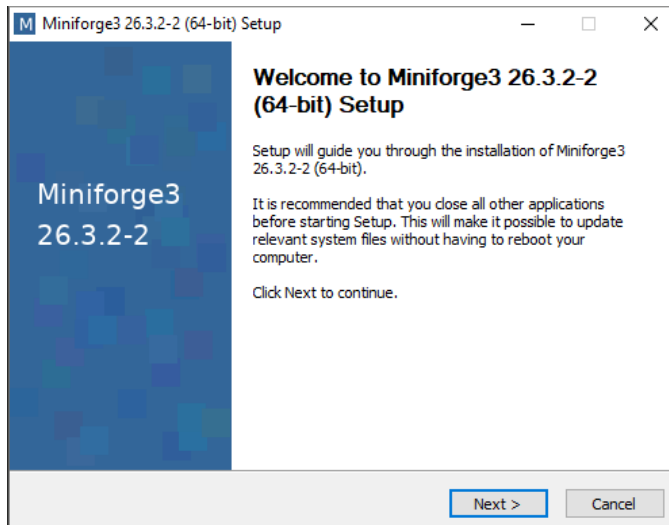 M Miniforge3 26.3.2-2 (64-bit) Setup
Miniforge3
26.3.2-2
Welcome to Miniforge3 26.3.2-2
(64-bit) Setup
Setup will guide you through the installation of Miniforge3
26.3.2-2 (64-bit).
It is recommended that you close all other applications
before starting Setup. This will make it possible to update
relevant system files without having to reboot your
computer.
Click Next to continue.
Next >
Cancel